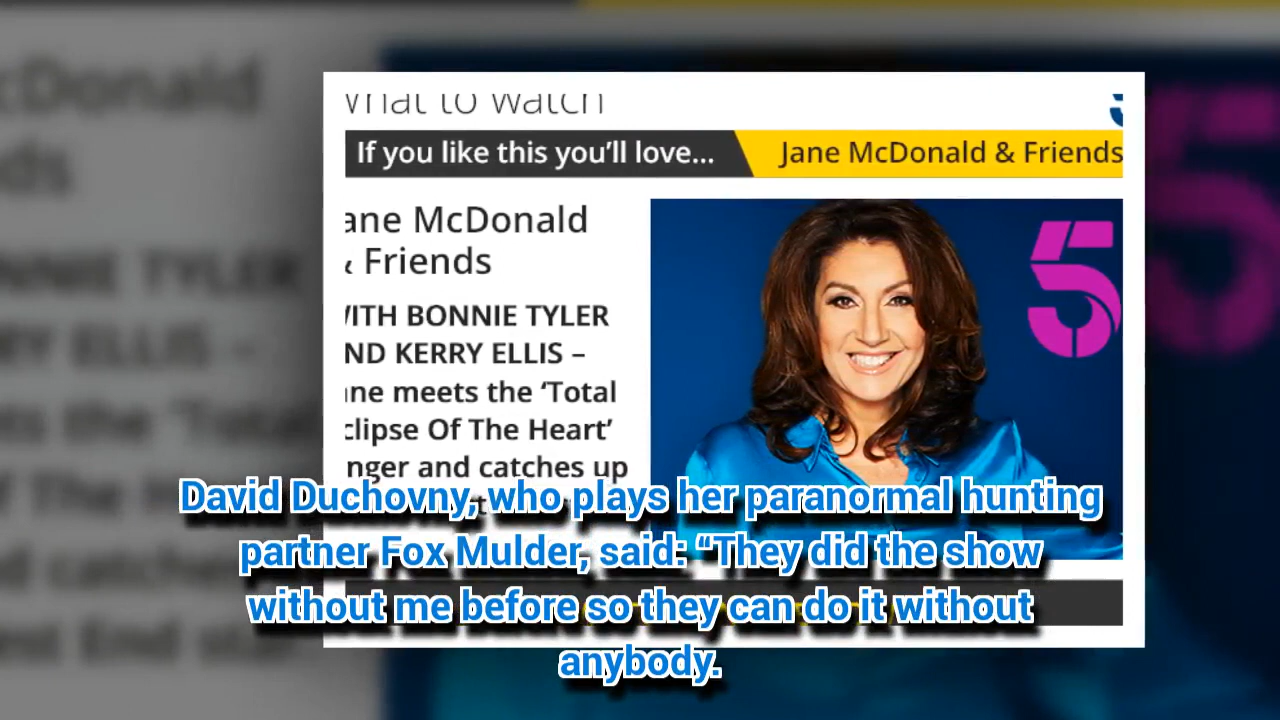 what to watch
If you like this you'll love...
Jane McDonald & Friends
ane McDonald
& Friends
WITH BONNIE TYLER
ND KERRY ELLIS –
ne meets the ‘Total
clipse Of The Heart’
nger and catches up
5
David Duchovny, who plays her paranormal hunting
partner Fox Mulder, said: “They did the show
without me before so they can do it without
anybody.